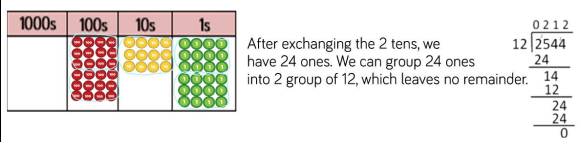 1000s 100s 10s 1s
After exchanging the 2 tens, we
have 24 ones. We can group 24 ones
into 2 group of 12, which leaves no remainder.
0 2 1 2
12 2544
24
14
12
24
24
0